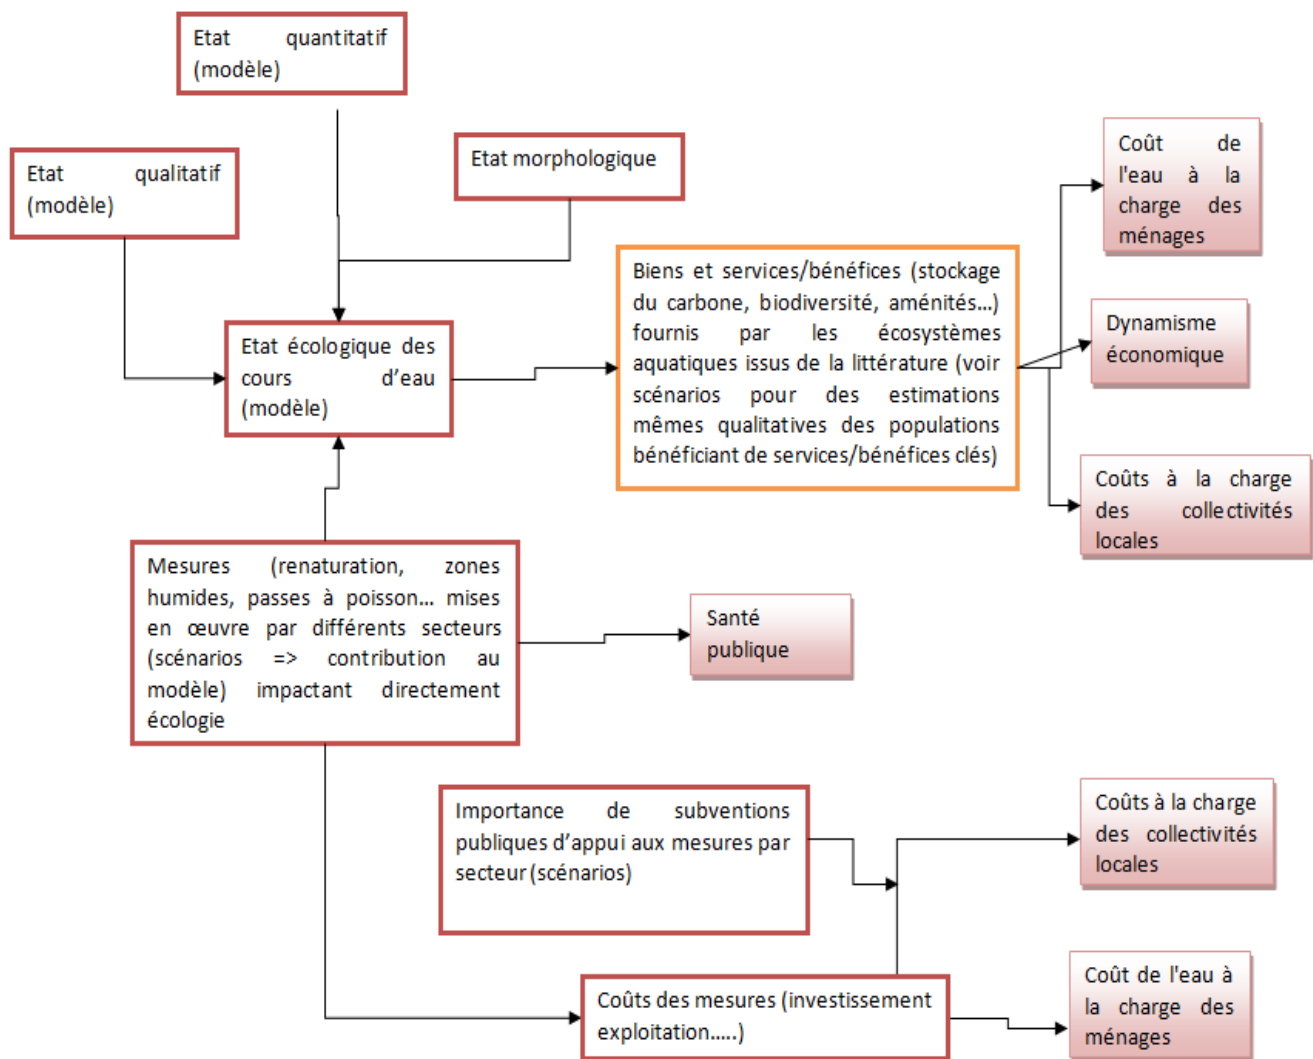 Etat quantitatif
(modèle)
Etat qualitatif
(modèle)
Etat morphologique
Coût de
l'eau à la
charge des
ménages
Biens et services/bénéfices (stockage
du carbone, biodiversité, aménités…)
fournis par les écosystèmes
aquatiques issus de la littérature (voir
scénarios pour des estimations
mêmes qualitatives des populations
bénéficiant de services/bénéfices clés)
Dynamisme
économique
Etat écologique des
cours d’eau
(modèle)
Coûts à la charge
des collectivités
locales
Mesures (renaturation, zones
humides, passes à poisson… mises
en œuvre par différents secteurs
(scénarios => contribution au
modèle) impactant directement
écologie
Santé
publique
Importance de subventions
publiques d’appui aux mesures par
secteur (scénarios)
Coûts à la charge
des collectivités
locales
Coûts des mesures (investissement
exploitation…..)
Coût de l'eau à
la charge des
ménages